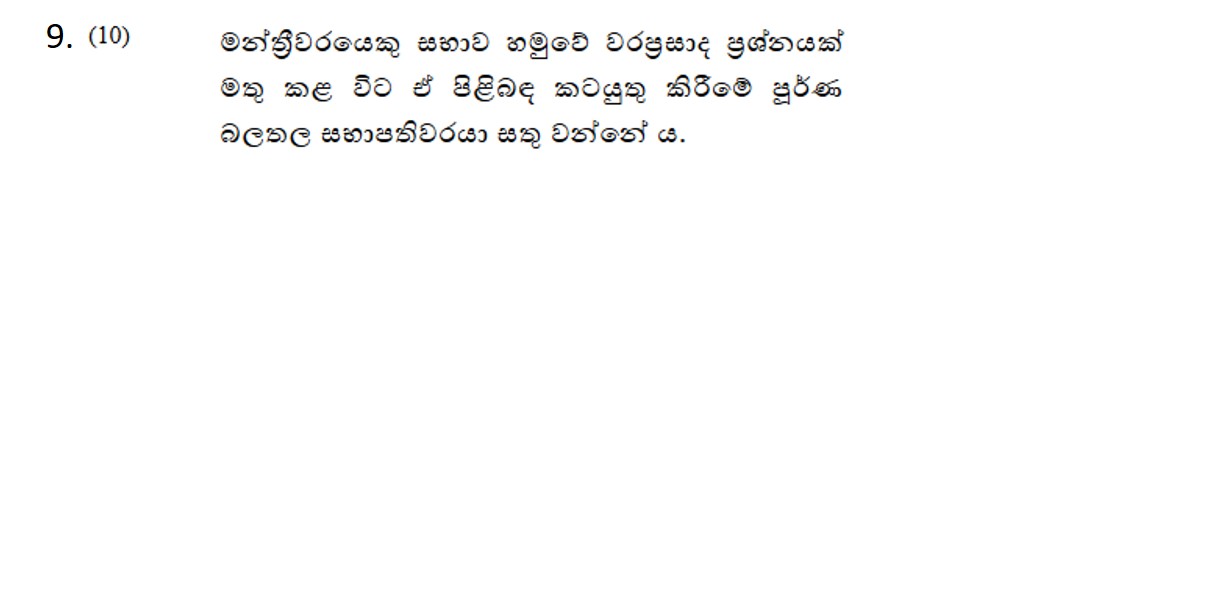 9. (10) මන්ත්‍රීවරයෙකු සභාව හමුවේ වරප්‍රසාද ප්‍රශ්නයක්
මතු කළ විට ඒ පිළිබඳ කටයුතු කිරීමේ පූර්ණ
බලතල සභාපතිවරයා සතු වන්නේ ය.